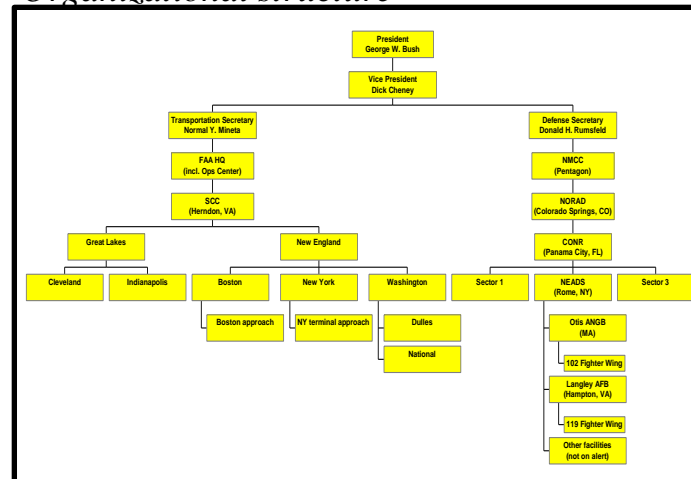 Organizational structure
President
George W. Bush
Vice President
Dick Cheney
Transportation Secretary
Normal Y. Mineta
Defense Secretary
Donald H. Rumsfeld
FAA HQ
(incl. Ops Center)
NMCC
(Pentagon)
SCC
(Herndon, VA)
NORAD
(Colorado Springs, CO)
Great Lakes
New England
CONR
(Panama City, FL)
Cleveland
Indianapolis
Boston
New York
Washington
Sector 1
NEADS
(Rome, NY)
Sector 3
Boston approach
NY terminal approach
Dulles
National
Otis ANGB
(MA)
102 Fighter Wing
Langley AFB
(Hampton, VA)
119 Fighter Wing
Other facilities
(not on alert)